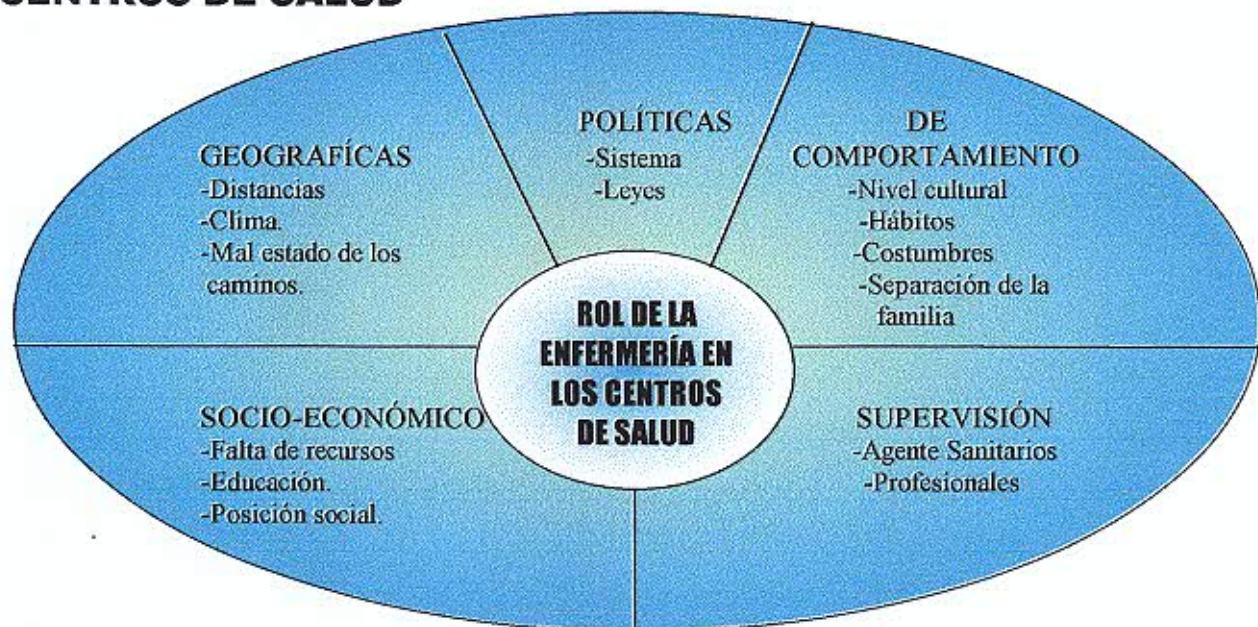 CENTROS DE SALUD
GEOGRAFÍCAS
-Distancias
-Clima.
-Mal estado de los
caminos.
POLÍTICAS
-Sistema
-Leyes
DE
COMPORTAMIENTO
-Nivel cultural
-Hábitos
-Costumbres
-Separación de la
familia
ROL DE LA
ENFERMERÍA EN
LOS CENTROS
DE SALUD
SOCIO-ECONÓMICO
-Falta de recursos
-Educación.
-Posición social.
SUPERVISIÓN
-Agente Sanitarios
-Profesionales